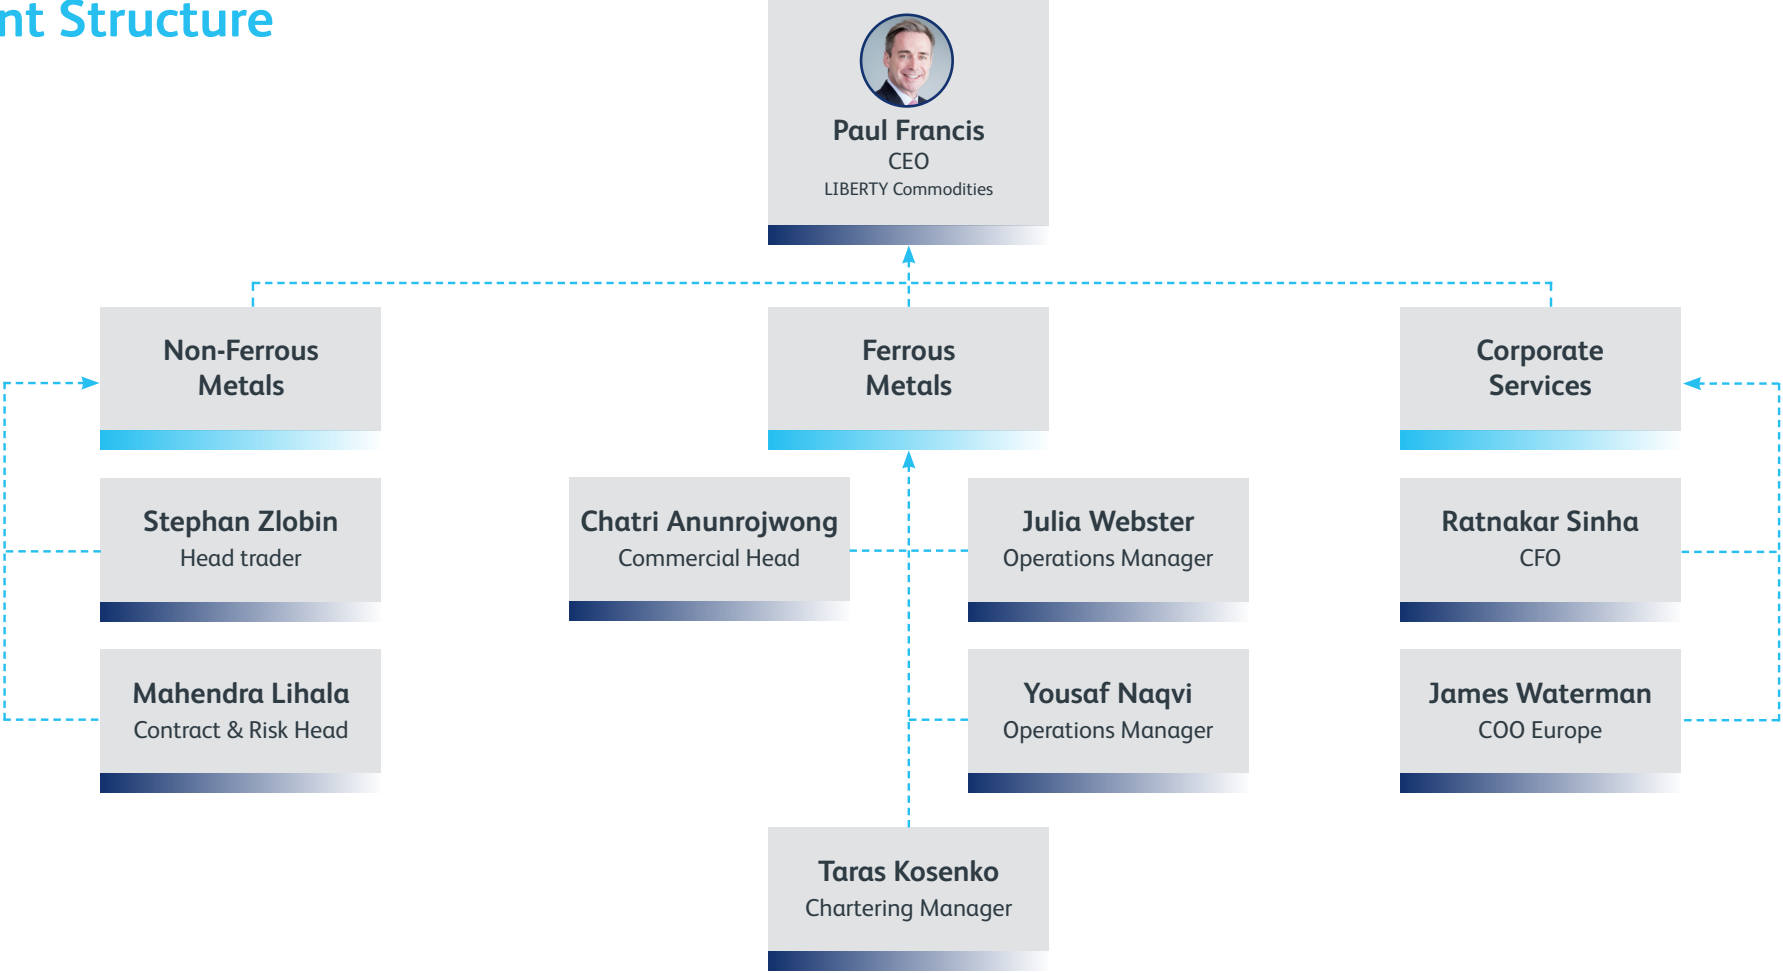 nt Structure
Paul Francis
CEO
LIBERTY Commodities
Non-Ferrous
Metals
Ferrous
Metals
Corporate
Services
Stephan Zlobin
Head trader
Chatri Anunrojwong
Commercial Head
Julia Webster
Operations Manager
Ratnakar Sinha
CFO
Mahendra Lihala
Contract & Risk Head
Yousaf Naqvi
Operations Manager
James Waterman
COO Europe
Taras Kosenko
Chartering Manager